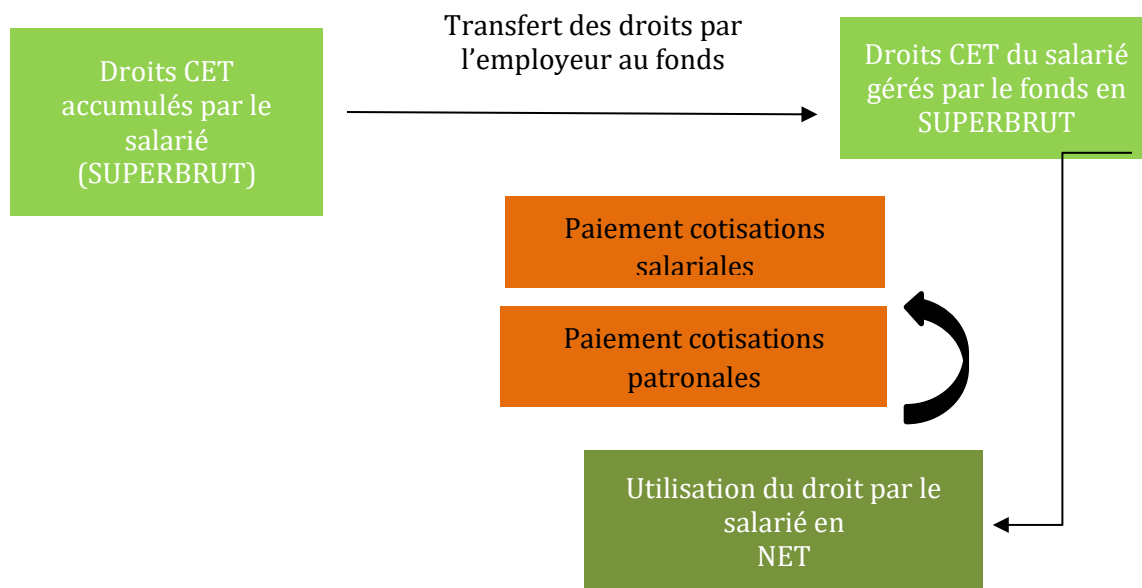 Droits CET
accumulés par le
salarié
(SUPERBRUT)
Transfert des droits par
l’employeur au fonds
Droits CET du salarié
gérés par le fonds en
SUPERBRUT
Paiement cotisations
salariales
Paiement cotisations
patronales
Utilisation du droit par le
salarié en
NET